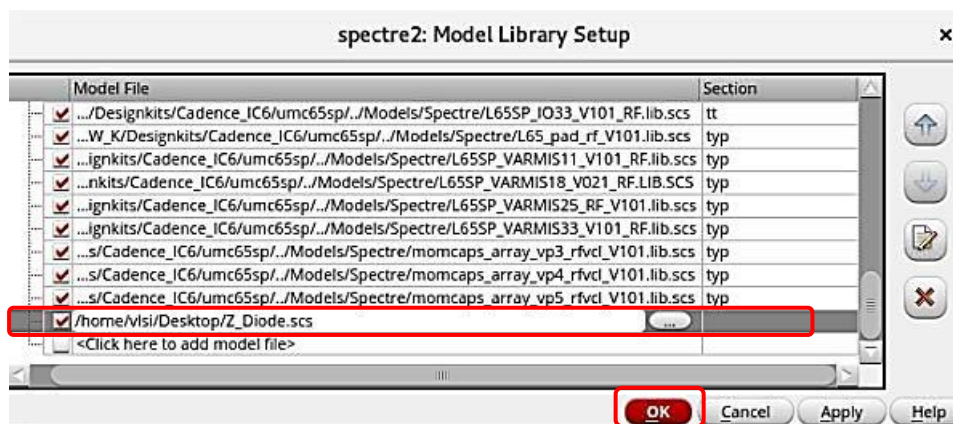 spectre2: Model Library Setup
Model File Section
.../Designkits/Cadence_IC6/umc65sp/../Models/Spectre/L65SP_IO33_V101_RF.lib.scs tt
...W_K/Designkits/Cadence_IC6/umc65sp/../Models/Spectre/L65_pad_rf_V101.lib.scs typ
...ignkits/Cadence_IC6/umc65sp/../Models/Spectre/L65SP_VARMIS11_V101_RF.lib.scs typ
...nkits/Cadence_IC6/umc65sp/../Models/Spectre/L65SP_VARMIS18_V021_RF.LIB.SCS typ
...ignkits/Cadence_IC6/umc65sp/../Models/Spectre/L65SP_VARMIS25_RF_V101.lib.scs typ
...ignkits/Cadence_IC6/umc65sp/../Models/Spectre/L65SP_VARMIS33_V101_RF.lib.scs typ
...s/Cadence_IC6/umc65sp/../Models/Spectre/momcaps_array_vp3_rfvcl_V101.lib.scs typ
...s/Cadence_IC6/umc65sp/../Models/Spectre/momcaps_array_vp4_rfvcl_V101.lib.scs typ
...s/Cadence_IC6/umc65sp/../Models/Spectre/momcaps_array_vp5_rfvcl_V101.lib.scs typ
/home/vlsi/Desktop/Z_Diode.scs ...
<Click here to add model file>
OK Cancel Apply Help